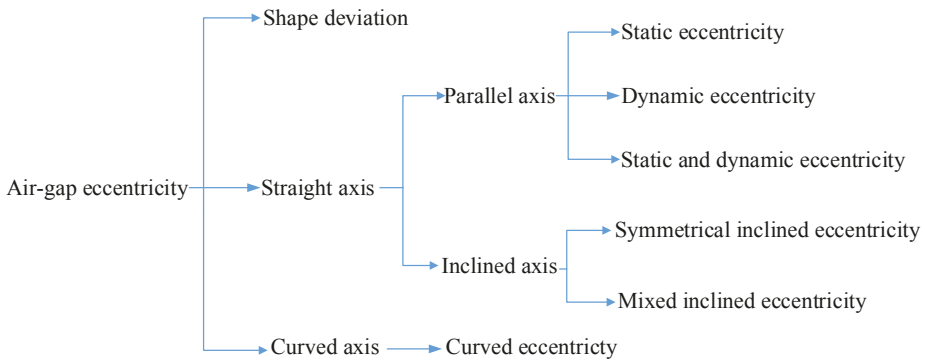 Shape deviation
Static eccentricity
Parallel axis
Dynamic eccentricity
Static and dynamic eccentricity
Air-gap eccentricity
Straight axis
Symmetrical inclined eccentricity
Inclined axis
Mixed inclined eccentricity
Curved axis
Curved eccentricty